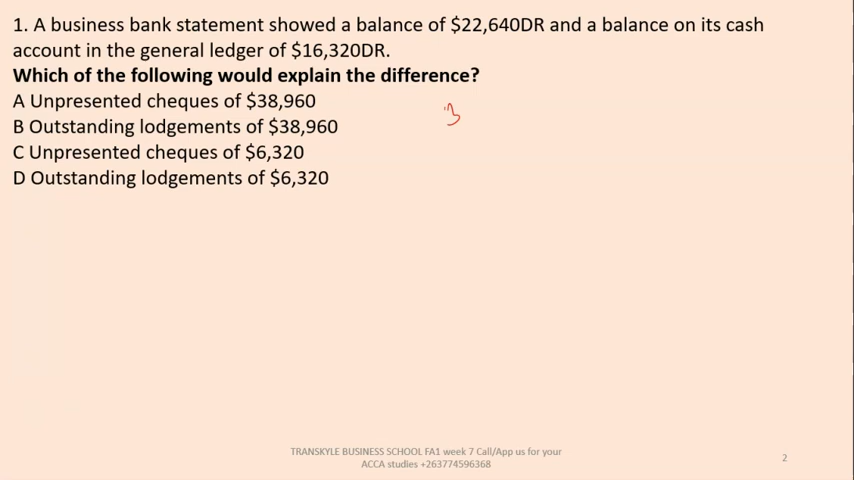 1. A business bank statement showed a balance of $22,640DR and a balance on its cash
account in the general ledger of $16,320DR.
Which of the following would explain the difference?
A Unpresented cheques of $38,960
B Outstanding lodgements of $38,960
C Unpresented cheques of $6,320
D Outstanding lodgements of $6,320
TRANSKYLE BUSINESS SCHOOL FA1 week 7 Call/App us for your
ACCA studies +263774596368
2